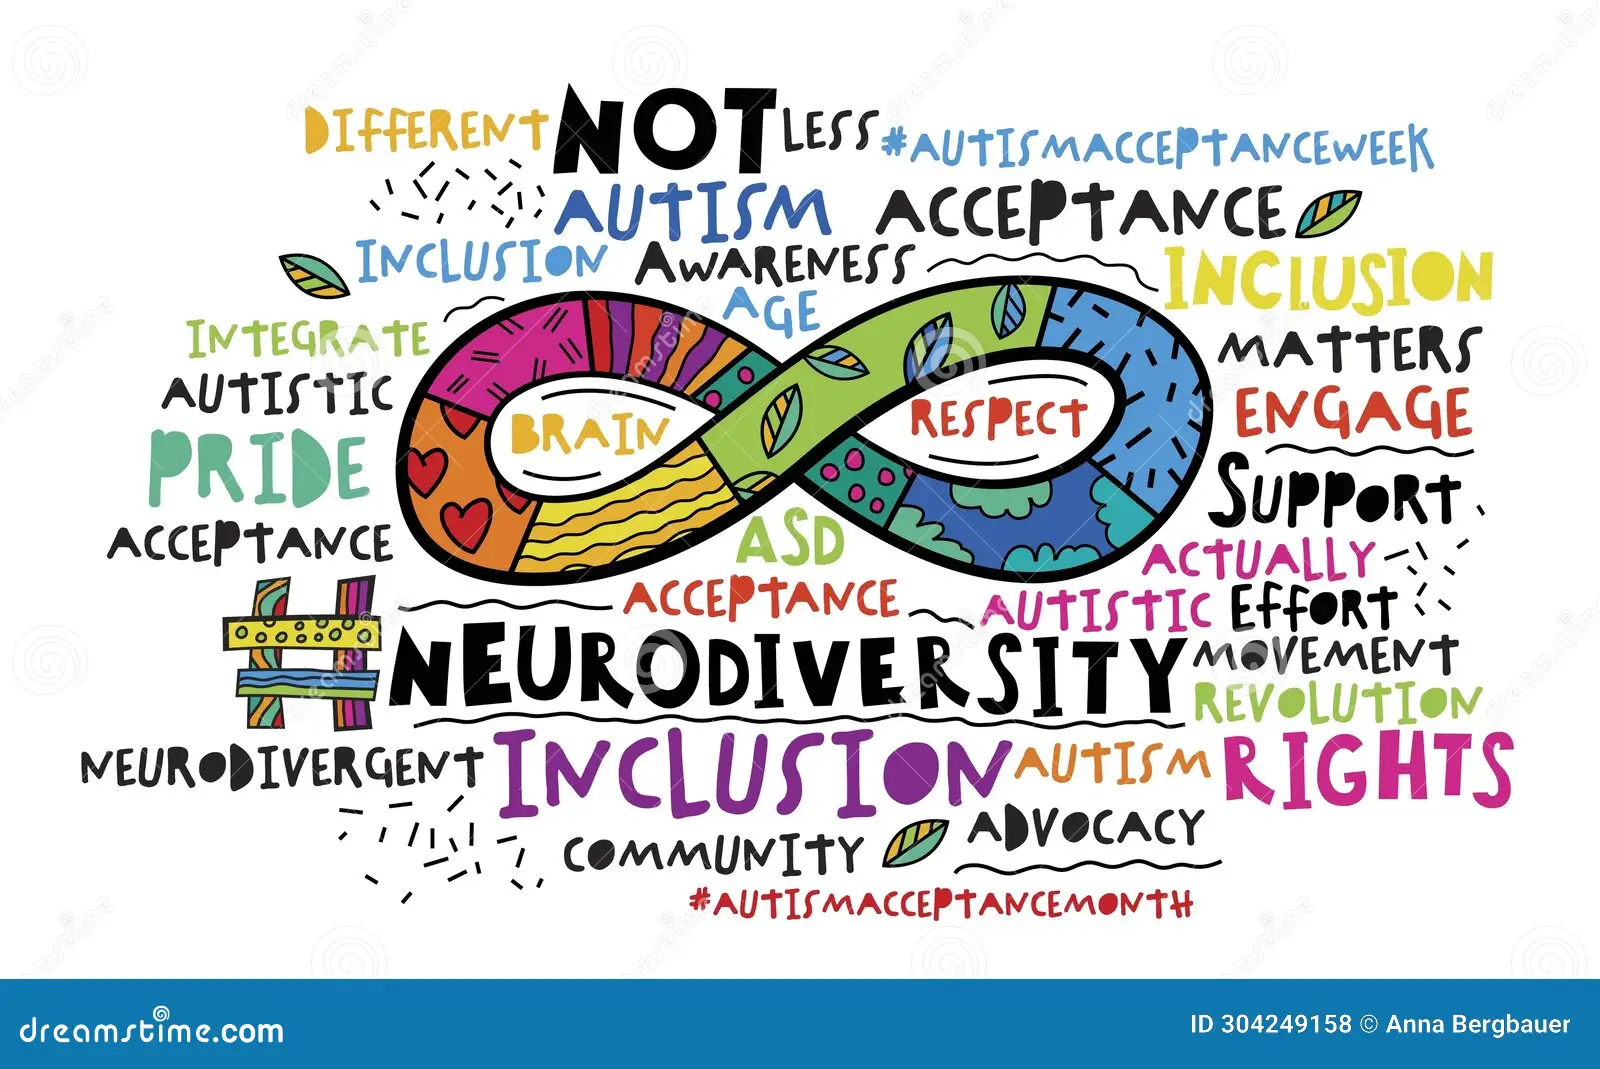 DIFFERENT NOT LESS #AUTISMACCEPTANCEWEEK
AUTISM ACCEPTANCE
INCLUSION AWARENESS INCLUSION
AGE
INTEGRATE MATTERS
AUTISTIC ENGAGE
BRAIN RESPECT
PRIDE SUPPORT
ACCEPTANCE ASD ACTUALLY
ACCEPTANCE AUTISTIC EFFORT
#NEURODIVERSITY MOVEMENT
REVOLUTION
NEURODIVERGENT INCLUSION AUTISM RIGHTS
COMMUNITY ADVOCACY
#AUTISMACCEPTANCEMONTH
dreamstime.com
ID 304249158 © Anna Bergbauer